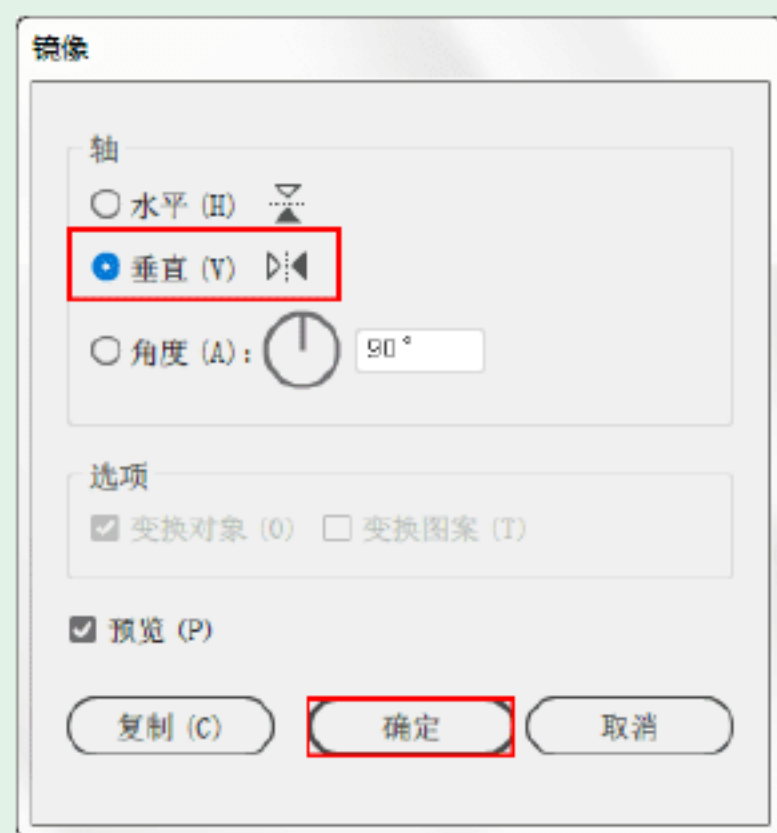 镜像
轴
水平 (H)
垂直 (V)
角度 (A): 90°
选项
变换对象 (O) 变换图案 (T)
预览 (P)
复制 (C) 确定 取消